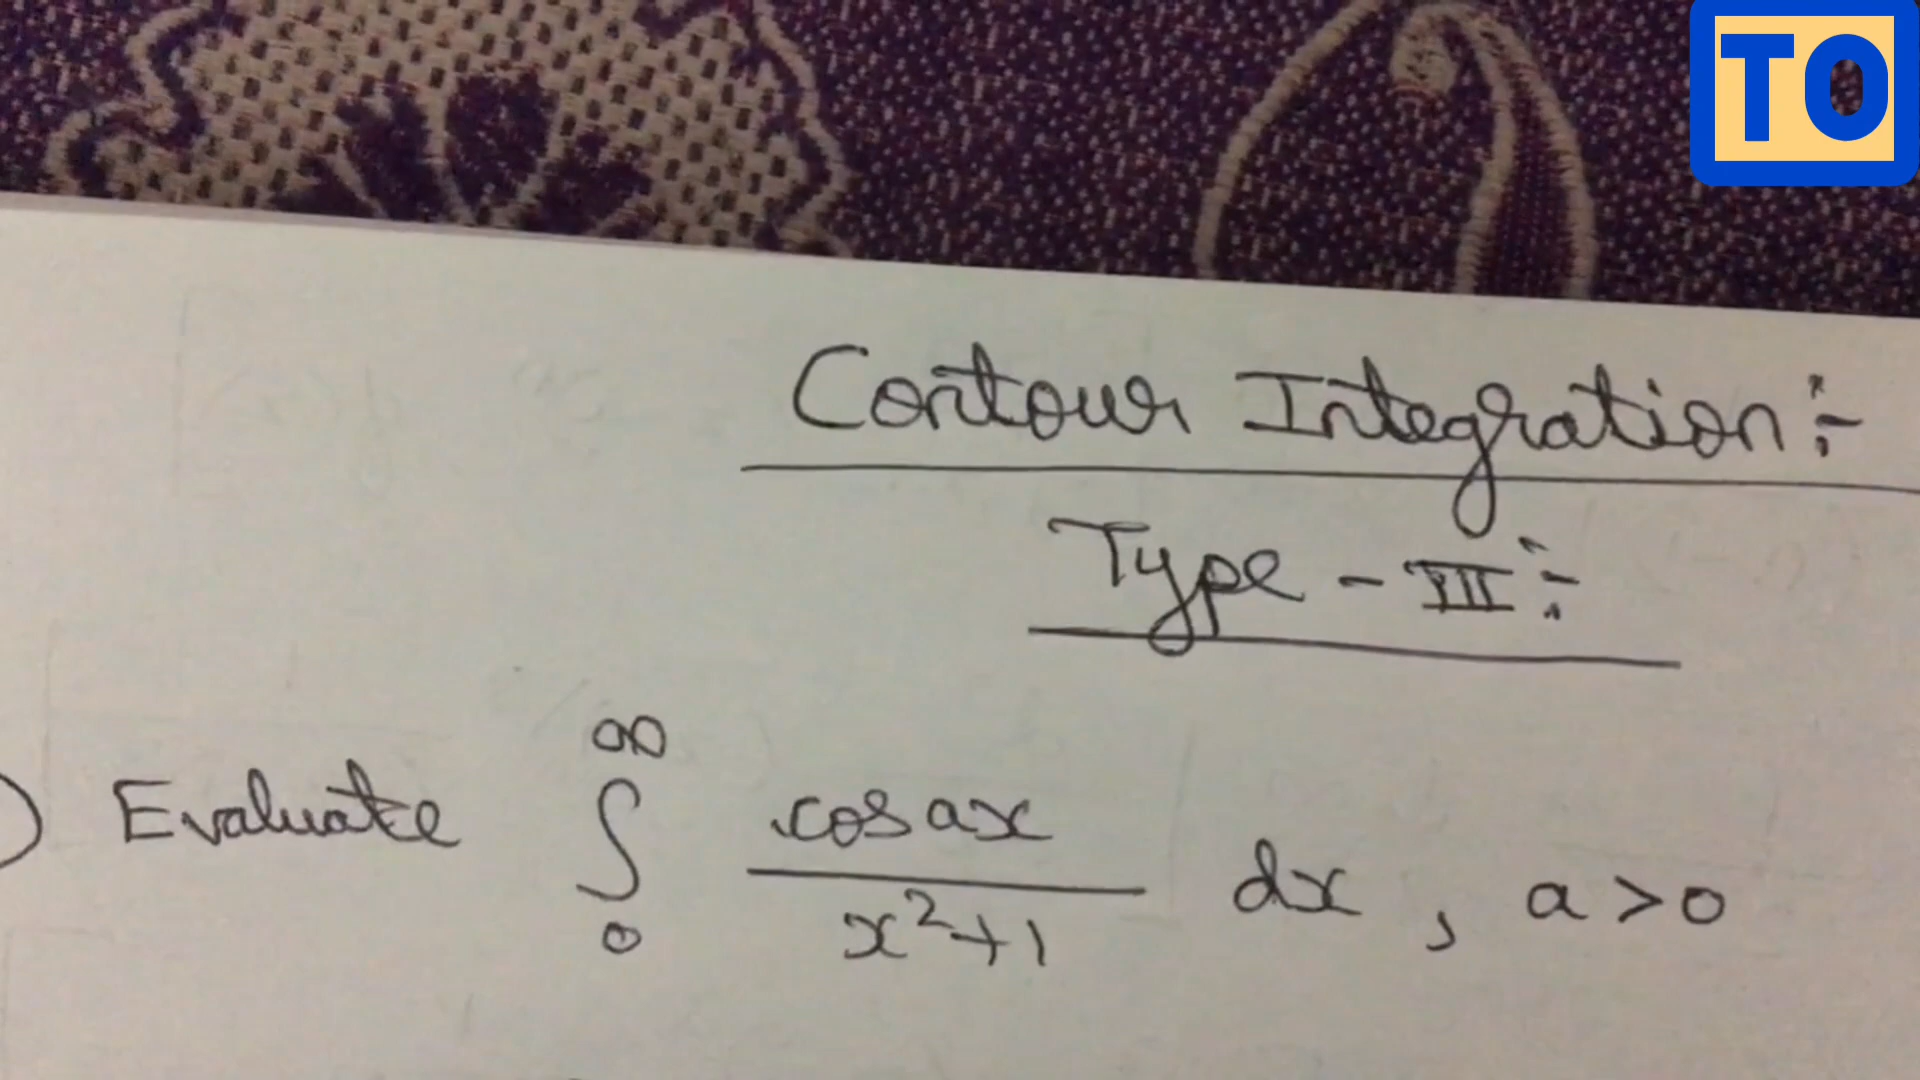 TO
Contour Integration:-
Type - III:-
) Evaluate ∫₀^∞ cos ax / x²+1 dx , a > 0